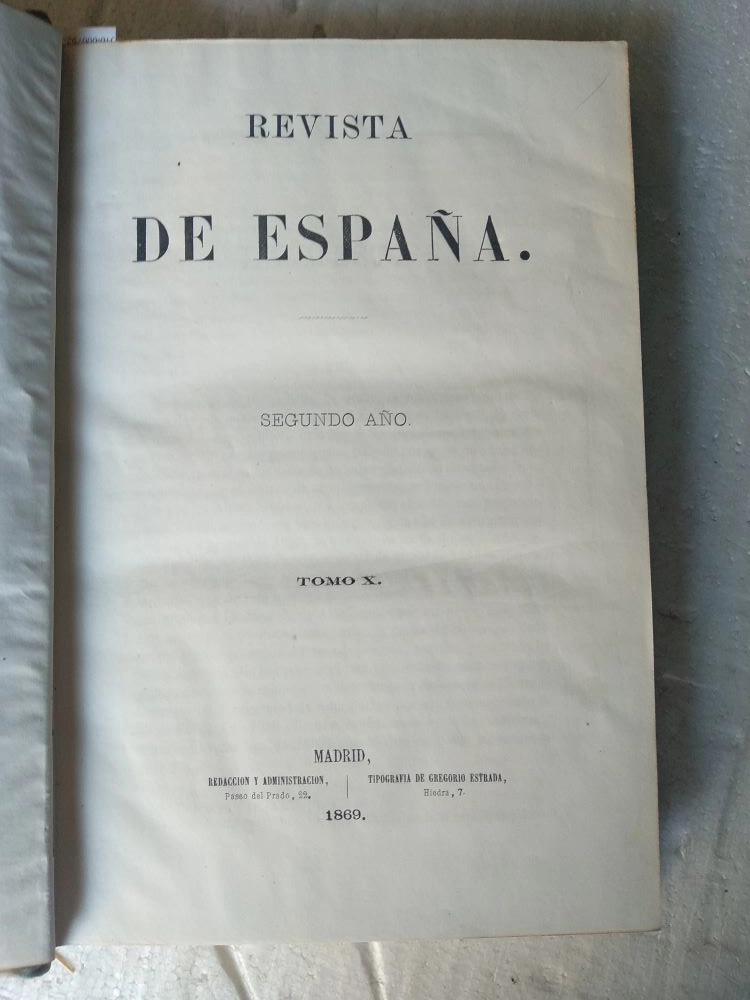 REVISTA
DE ESPAÑA.
SEGUNDO AÑO.
TOMO X.
MADRID,
REDACCION Y ADMINISTRACION,
Paseo del Prado, 22.
TIPOGRAFIA DE GREGORIO ESTRADA,
Hiedra, 7.
1869.